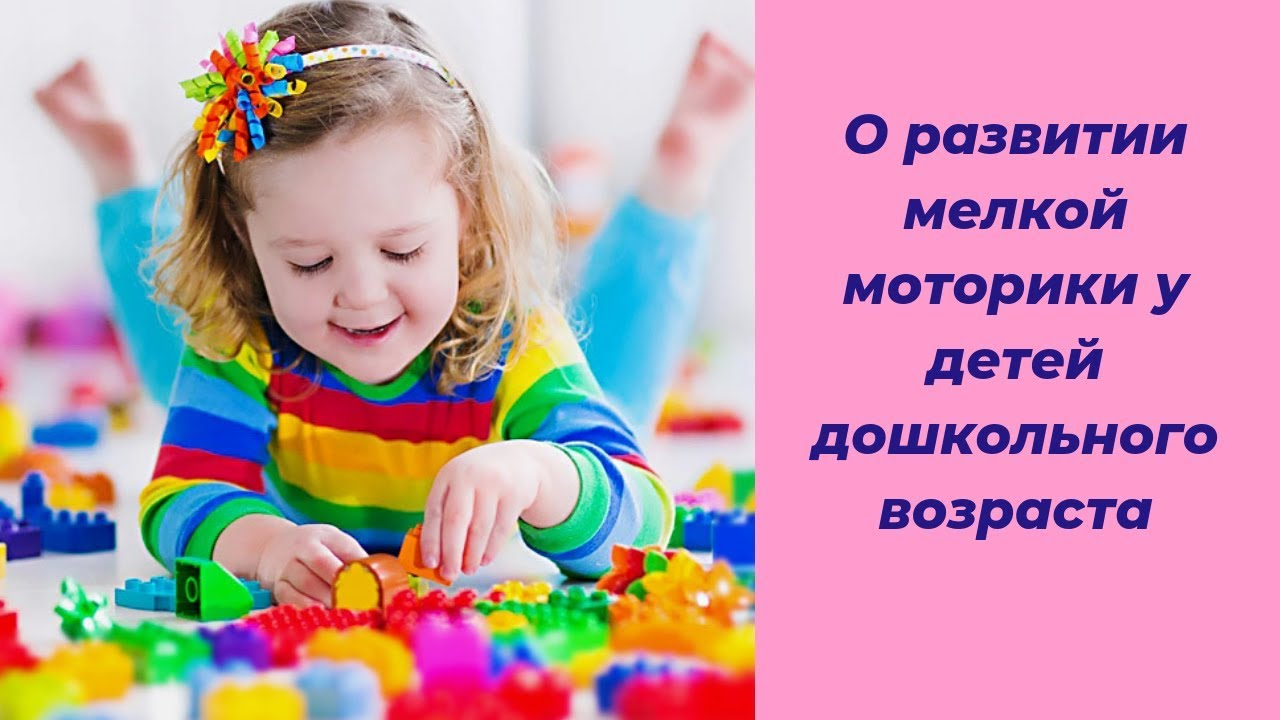 О развитии
мелкой
моторики у
детей
дошкольного
возраста